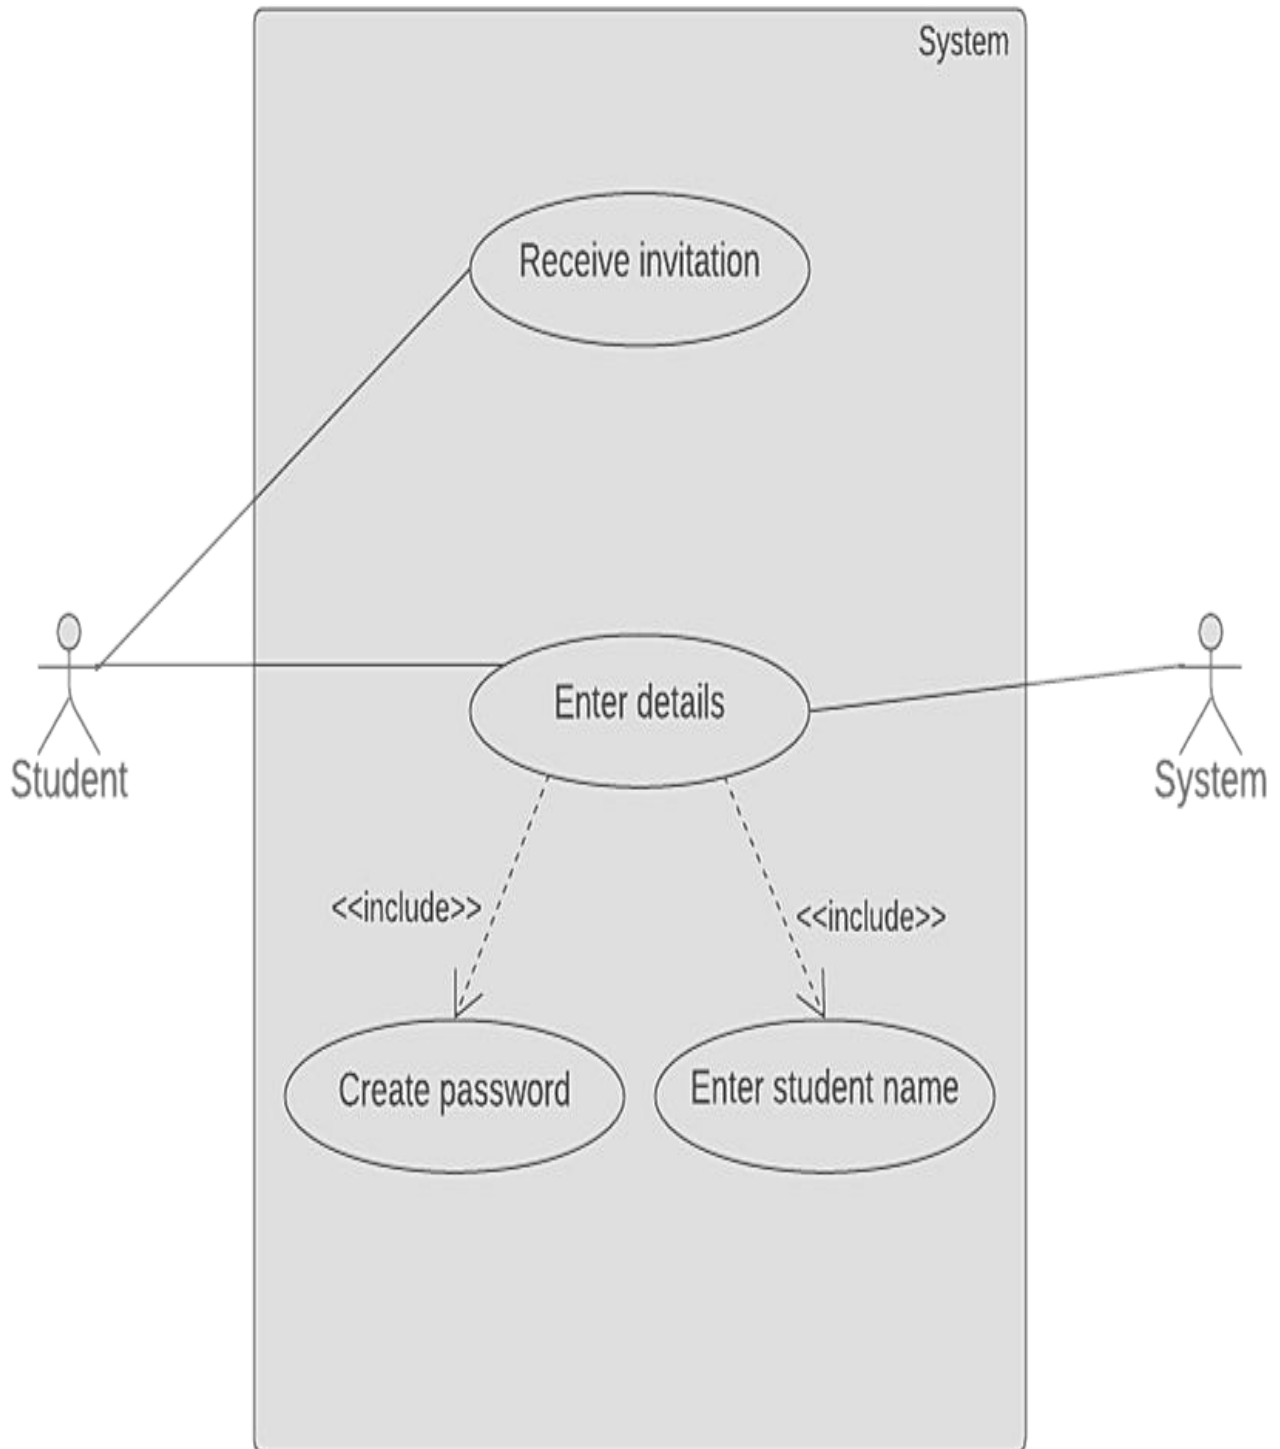 System
Receive invitation
Enter details
Student
System
<<include>>
<<include>>
Create password
Enter student name